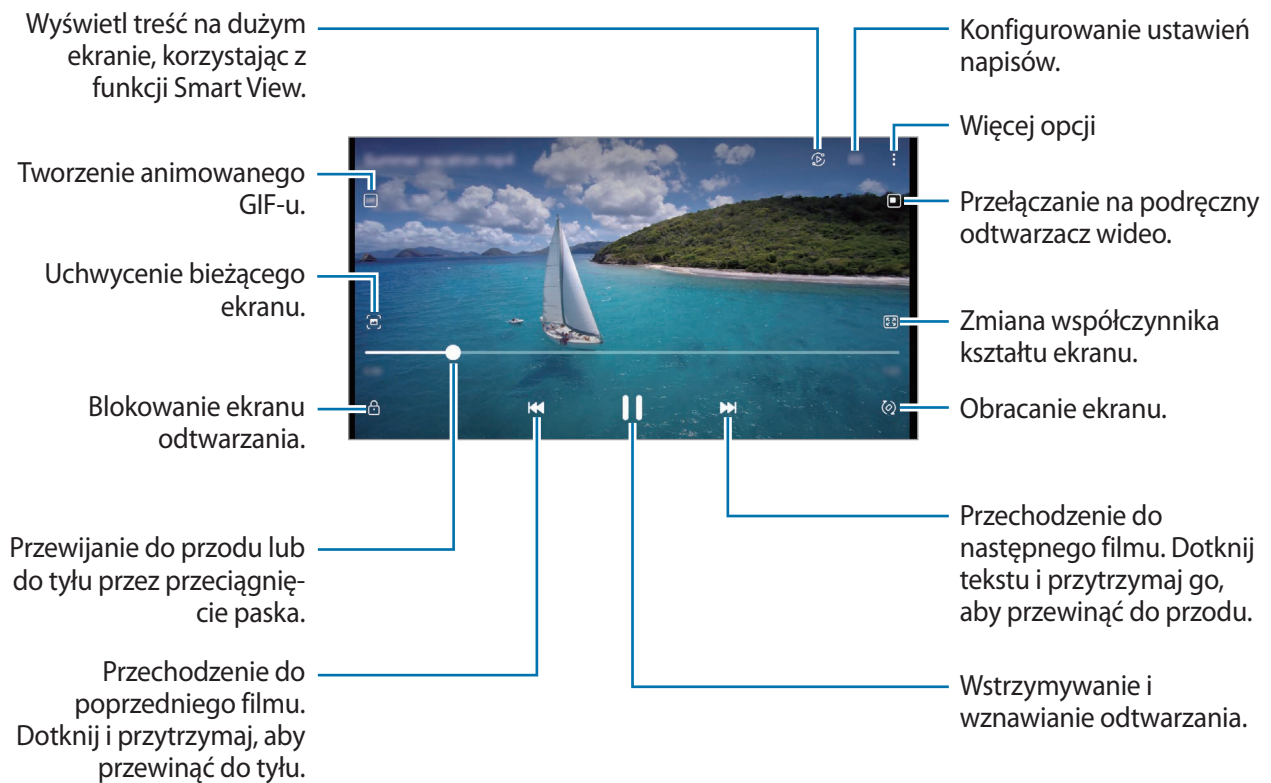 Wyświetl treść na dużym
ekranie, korzystając z
funkcji Smart View.
Tworzenie animowanego
GIF-u.
Uchwycenie bieżącego
ekranu.
Blokowanie ekranu
odtwarzania.
Przewijanie do przodu lub
do tyłu przez przeciągnię-
cie paska.
Przechodzenie do
poprzedniego filmu.
Dotknij i przytrzymaj, aby
przewinąć do tyłu.
Konfigurowanie ustawień
napisów.
Więcej opcji
Przełączanie na podręczny
odtwarzacz wideo.
Zmiana współczynnika
kształtu ekranu.
Obracanie ekranu.
Przechodzenie do
następnego filmu. Dotknij
tekstu i przytrzymaj go,
aby przewinąć do przodu.
Wstrzymywanie i
wznawianie odtwarzania.